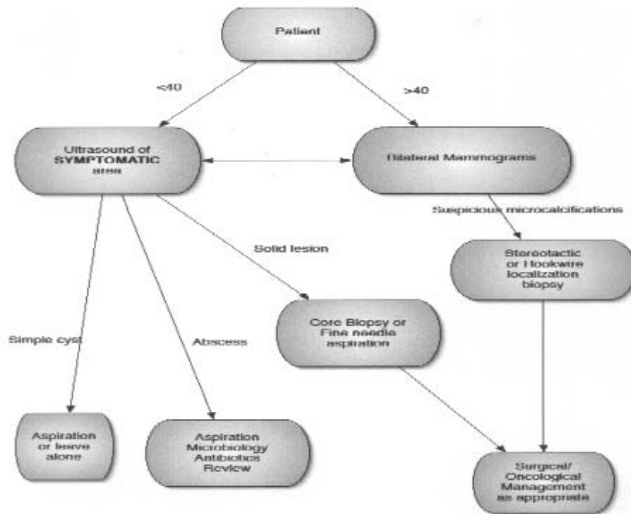 Patient
<40
>40
Ultrasound of
SYMPTOMATIC
area
Bilateral Mammograms
Suspicious microcalcifications
Solid lesion
Stereotactic
or Hookwire
localization
biopsy
Core Biopsy or
Fine needle
aspiration
Simple cyst
Abscess
Aspiration
or leave
alone
Aspiration
Microbiology
Antibiotics
Review
Surgical/
Oncological
Management
as appropriate